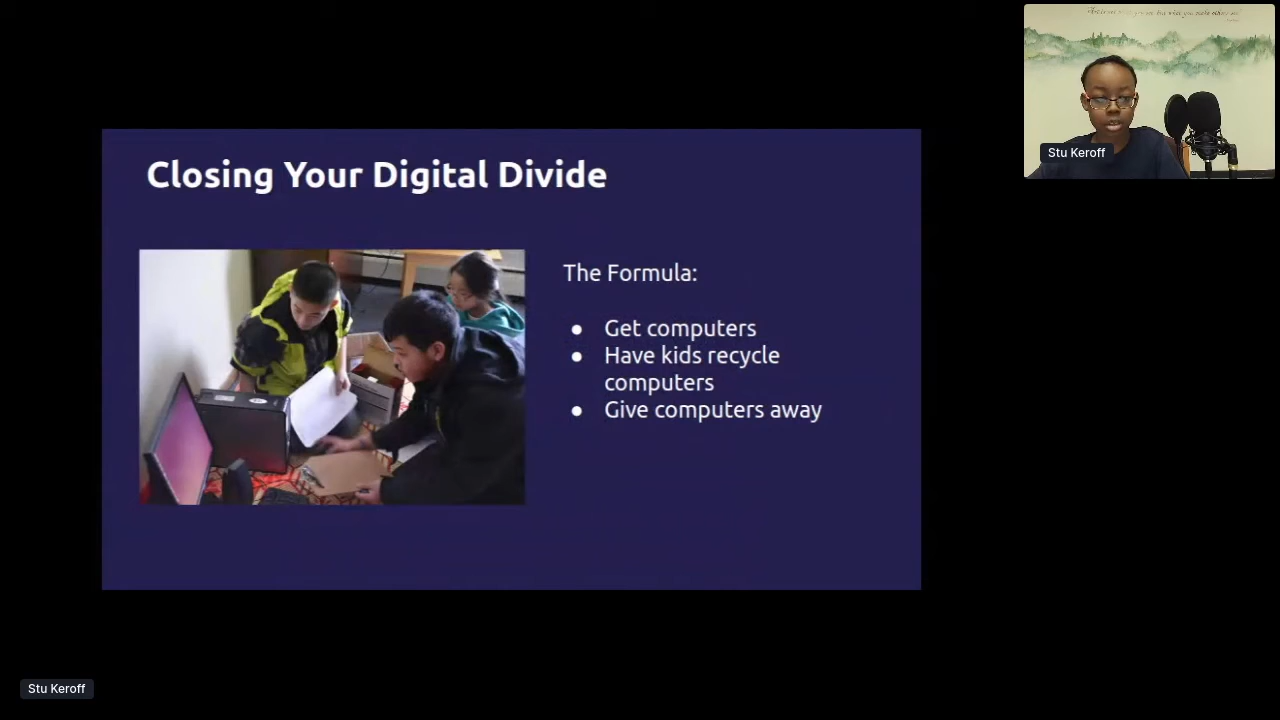 Closing Your Digital Divide
The Formula:
● Get computers
● Have kids recycle
computers
● Give computers away
Stu Keroff
Stu Keroff